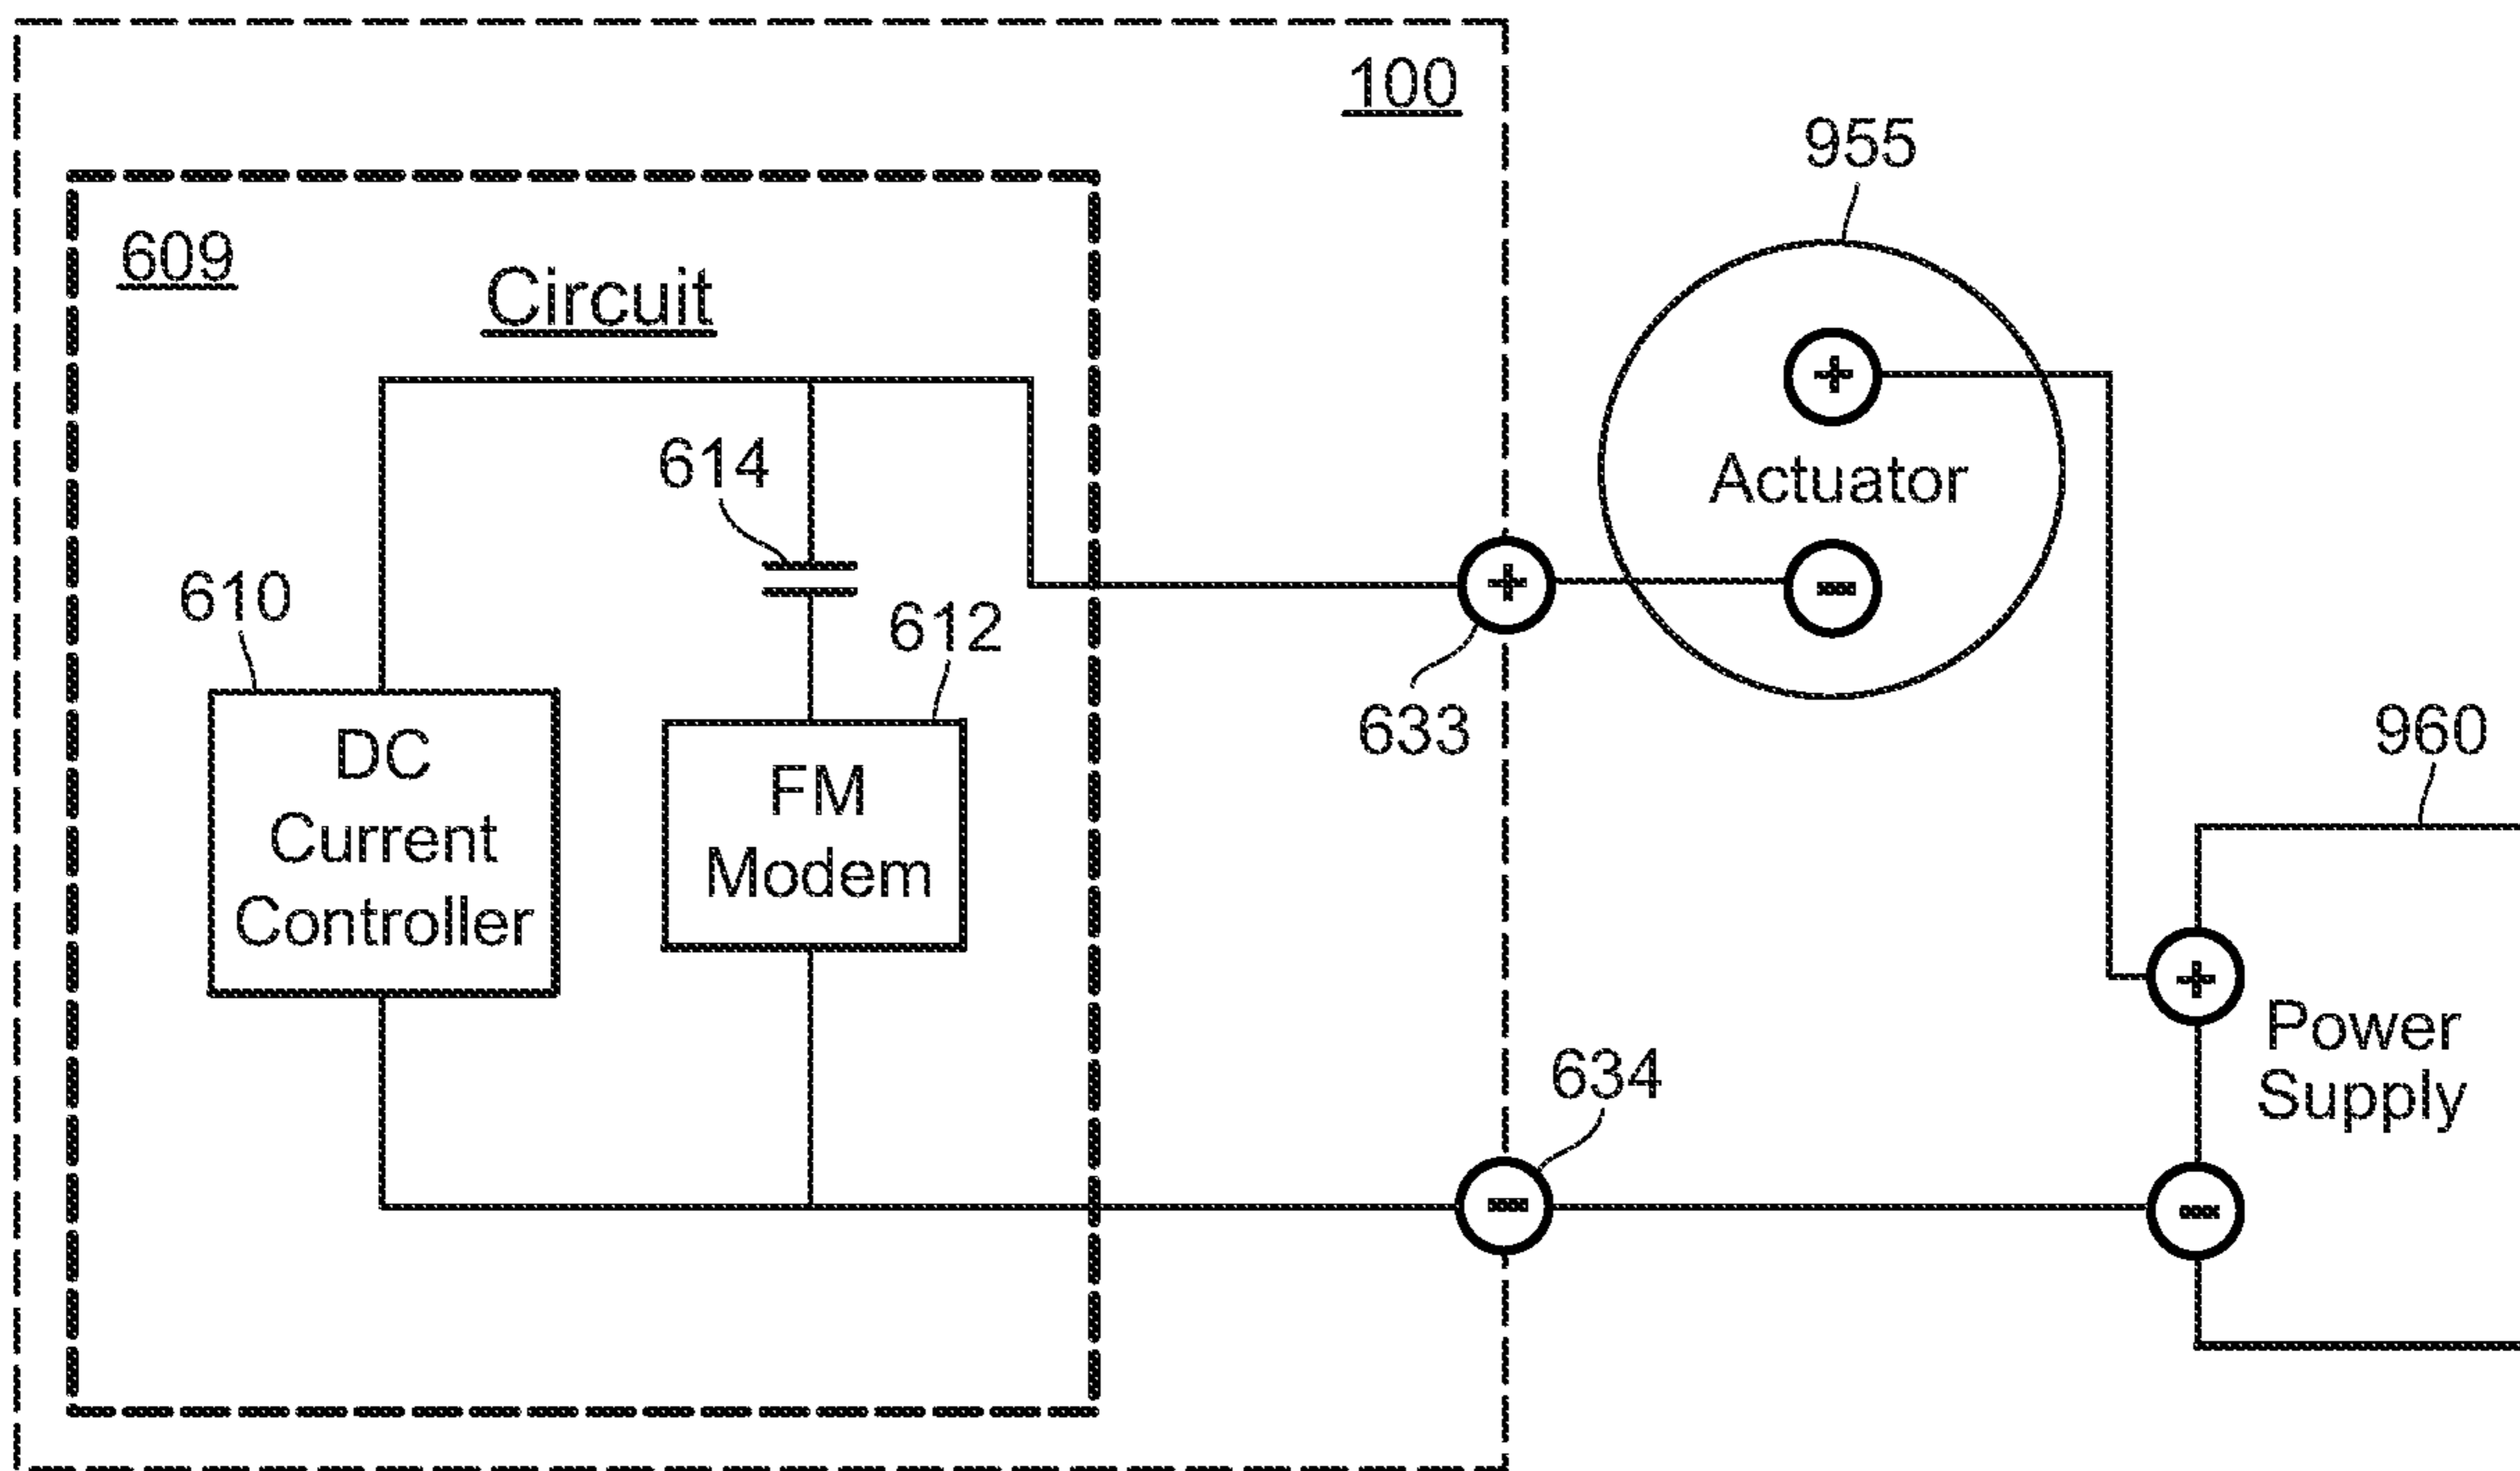 100
955
609
Circuit
+
614
Actuator
610
+
-
612
633
960
DC
Current
Controller
FM
Modem
+
Power
Supply
634
-
-